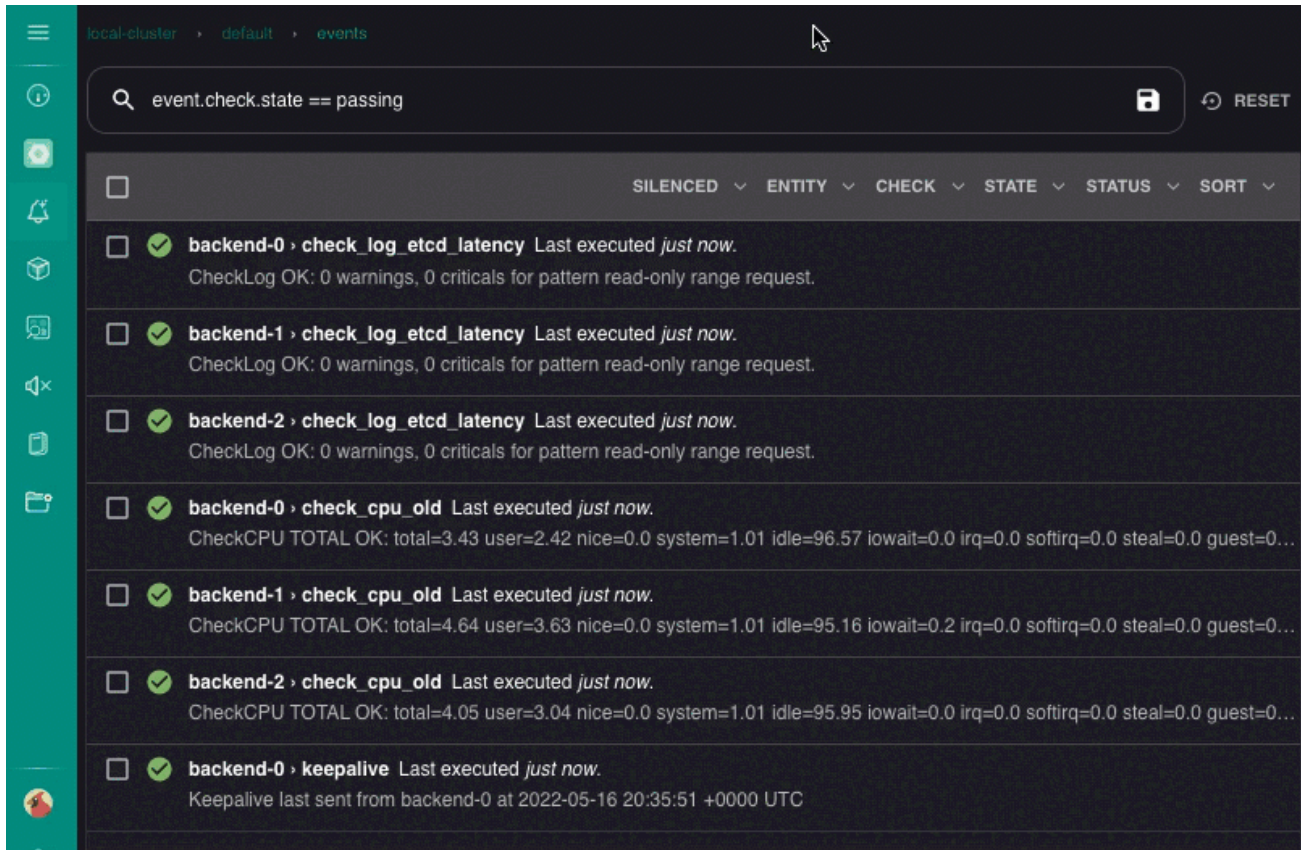 local-cluster › default › events
event.check.state == passing
RESET
SILENCED ENTITY CHECK STATE STATUS SORT
backend-0 › check_log_etcd_latency Last executed just now.
CheckLog OK: 0 warnings, 0 criticals for pattern read-only range request.
backend-1 › check_log_etcd_latency Last executed just now.
CheckLog OK: 0 warnings, 0 criticals for pattern read-only range request.
backend-2 › check_log_etcd_latency Last executed just now.
CheckLog OK: 0 warnings, 0 criticals for pattern read-only range request.
backend-0 › check_cpu_old Last executed just now.
CheckCPU TOTAL OK: total=3.43 user=2.42 nice=0.0 system=1.01 idle=96.57 iowait=0.0 irq=0.0 softirq=0.0 steal=0.0 guest=0...
backend-1 › check_cpu_old Last executed just now.
CheckCPU TOTAL OK: total=4.64 user=3.63 nice=0.0 system=1.01 idle=95.16 iowait=0.2 irq=0.0 softirq=0.0 steal=0.0 guest=0...
backend-2 › check_cpu_old Last executed just now.
CheckCPU TOTAL OK: total=4.05 user=3.04 nice=0.0 system=1.01 idle=95.95 iowait=0.0 irq=0.0 softirq=0.0 steal=0.0 guest=0...
backend-0 › keepalive Last executed just now.
Keepalive last sent from backend-0 at 2022-05-16 20:35:51 +0000 UTC